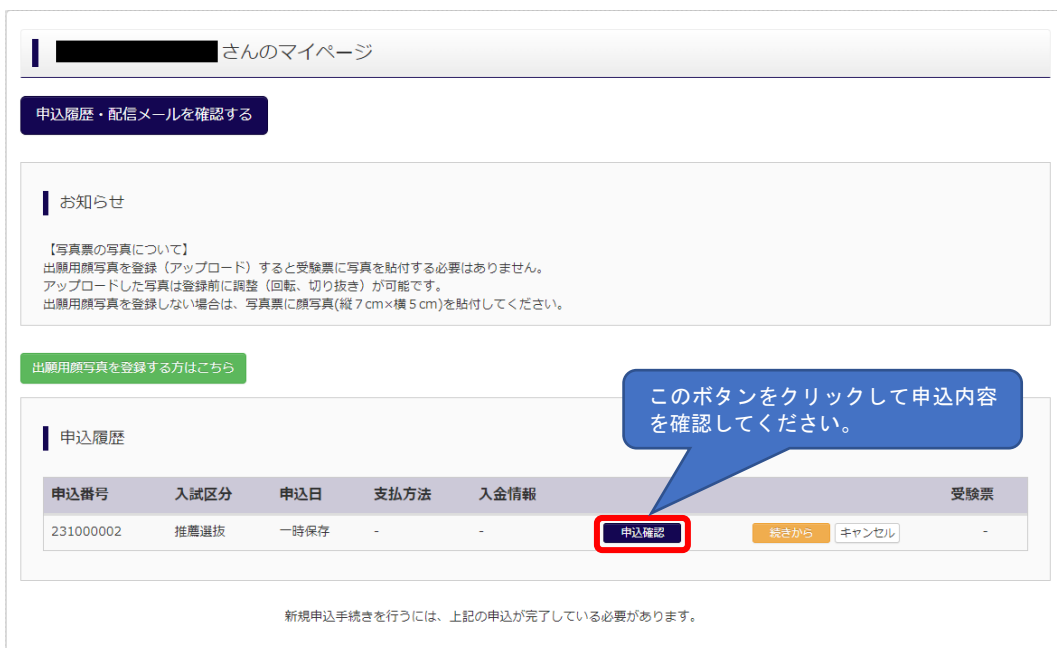 さんのマイページ
申込履歴・配信メールを確認する
お知らせ
【写真票の写真について】
出願用顔写真を登録（アップロード）すると受験票に写真を貼付する必要はありません。
アップロードした写真は登録前に調整（回転、切り抜き）が可能です。
出願用顔写真を登録しない場合は、写真票に顔写真(縦７cm×横５cm)を貼付してください。
出願用顔写真を登録する方はこちら
このボタンをクリックして申込内容
を確認してください。
申込履歴
申込番号 入試区分 申込日 支払方法 入金情報 受験票
231000002 推薦選抜 一時保存 - - 申込確認 続きから キャンセル -
新規申込手続きを行うには、上記の申込が完了している必要があります。